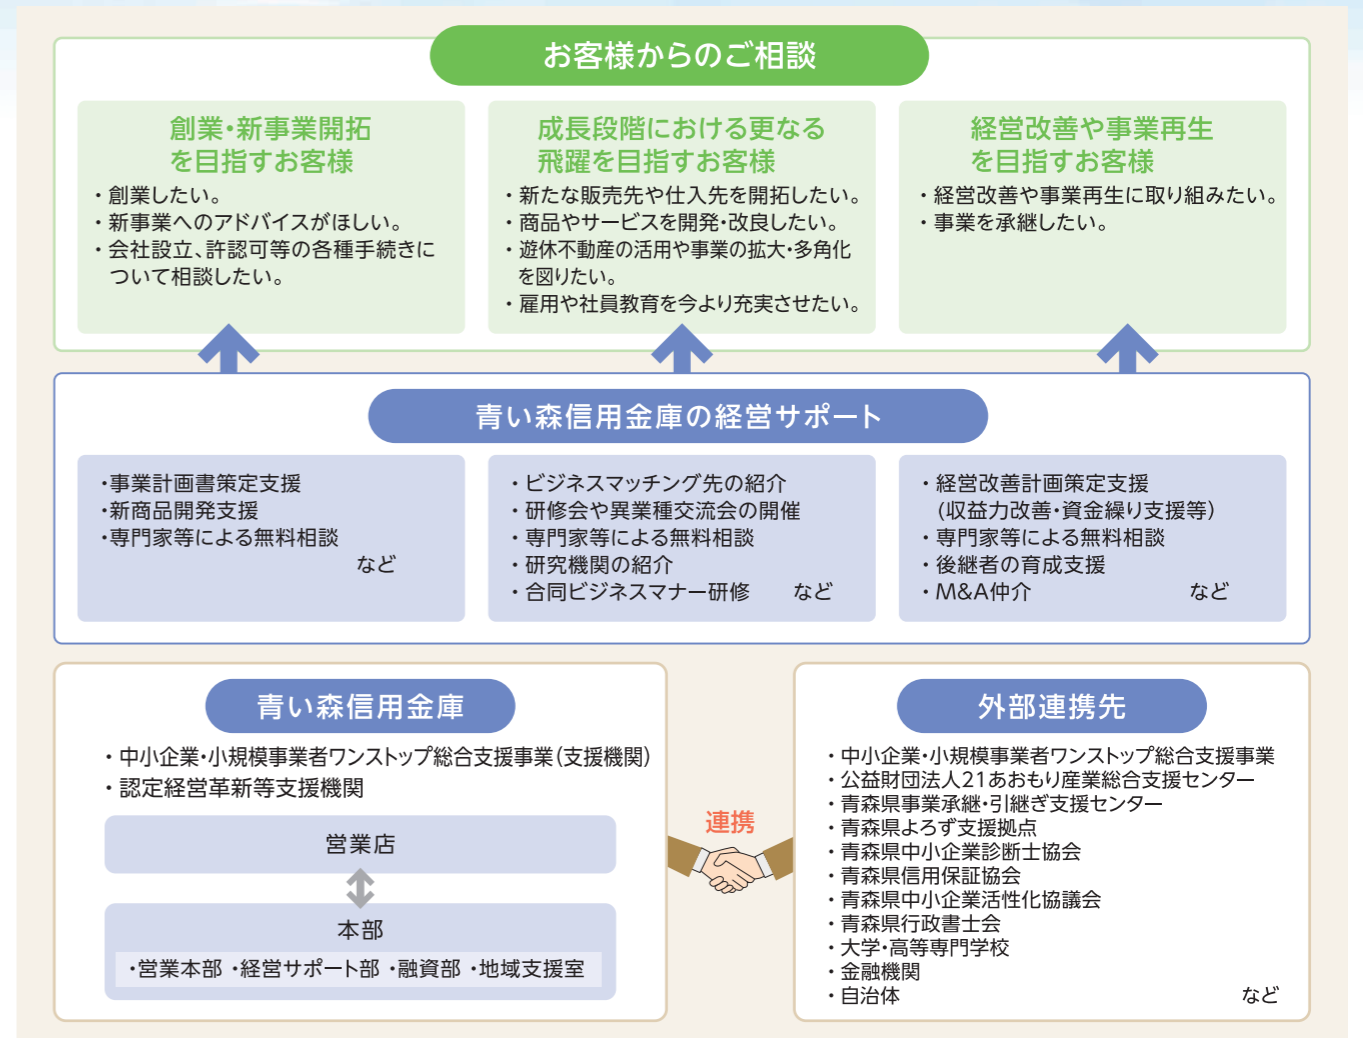 お客様からのご相談
創業・新事業開拓
を目指すお客様
・創業したい。
・新事業へのアドバイスがほしい。
・会社設立、許認可等の各種手続きに
ついて相談したい。
成長段階における更なる
飛躍を目指すお客様
・新たな販売先や仕入先を開拓したい。
・商品やサービスを開発・改良したい。
・遊休不動産の活用や事業の拡大・多角化
を図りたい。
・雇用や社員教育を今より充実させたい。
経営改善や事業再生
を目指すお客様
・経営改善や事業再生に取り組みたい。
・事業を承継したい。
青い森信用金庫の経営サポート
・事業計画書策定支援
・新商品開発支援
・専門家等による無料相談
など
・ビジネスマッチング先の紹介
・研修会や異業種交流会の開催
・専門家等による無料相談
・研究機関の紹介
・合同ビジネスマナー研修 など
・経営改善計画策定支援
(収益力改善・資金繰り支援等)
・専門家等による無料相談
・後継者の育成支援
・M&A仲介 など
青い森信用金庫
・中小企業・小規模事業者ワンストップ総合支援事業(支援機関)
・認定経営革新等支援機関
営業店
本部
・営業本部 ・経営サポート部 ・融資部 ・地域支援室
連携
外部連携先
・中小企業・小規模事業者ワンストップ総合支援事業
・公益財団法人21あおもり産業総合支援センター
・青森県事業承継・引継ぎ支援センター
・青森県よろず支援拠点
・青森県中小企業診断士協会
・青森県信用保証協会
・青森県中小企業活性化協議会
・青森県行政書士会
・大学・高等専門学校
・金融機関
・自治体 など